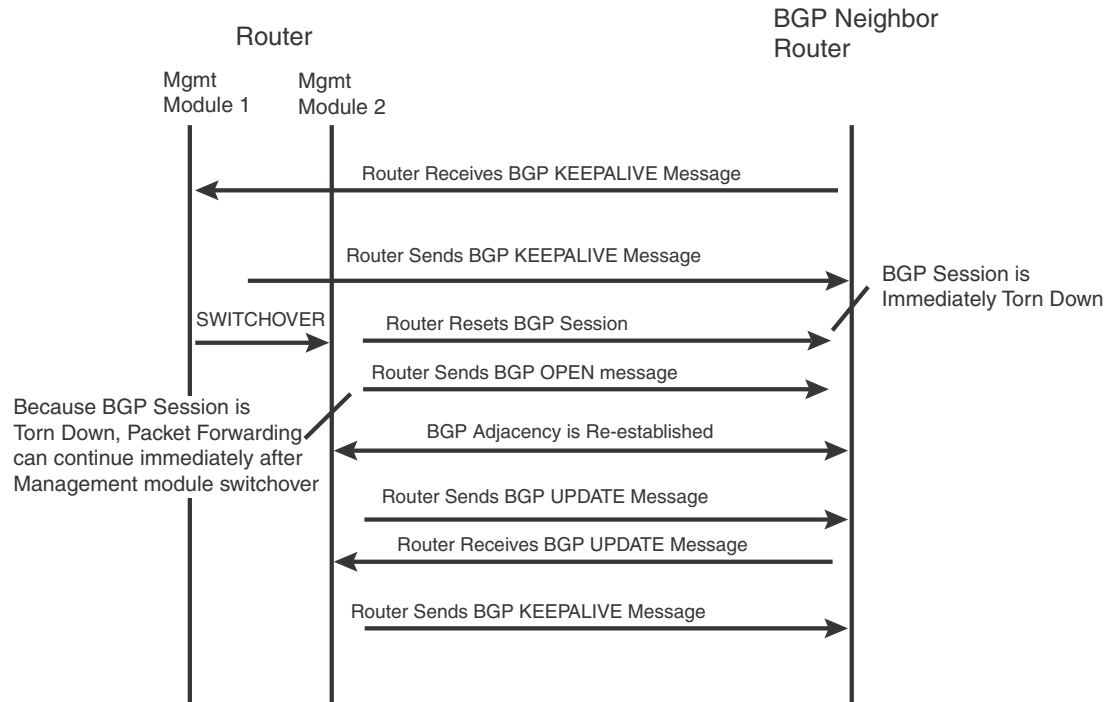 Router
BGP Neighbor
Router
Mgmt
Module 1
Mgmt
Module 2
Router Receives BGP KEEPALIVE Message
Router Sends BGP KEEPALIVE Message
BGP Session is
Immediately Torn Down
SWITCHOVER
Router Resets BGP Session
Router Sends BGP OPEN message
Because BGP Session is
Torn Down, Packet Forwarding
can continue immediately after
Management module switchover
BGP Adjacency is Re-established
Router Sends BGP UPDATE Message
Router Receives BGP UPDATE Message
Router Sends BGP KEEPALIVE Message